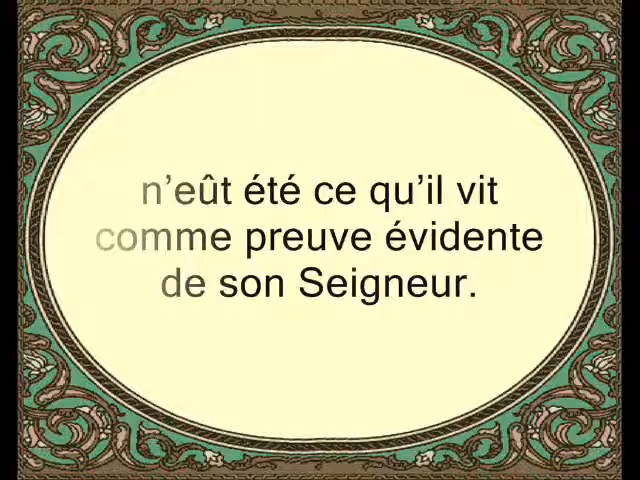 n’eût été ce qu’il vit
comme preuve évidente
de son Seigneur.